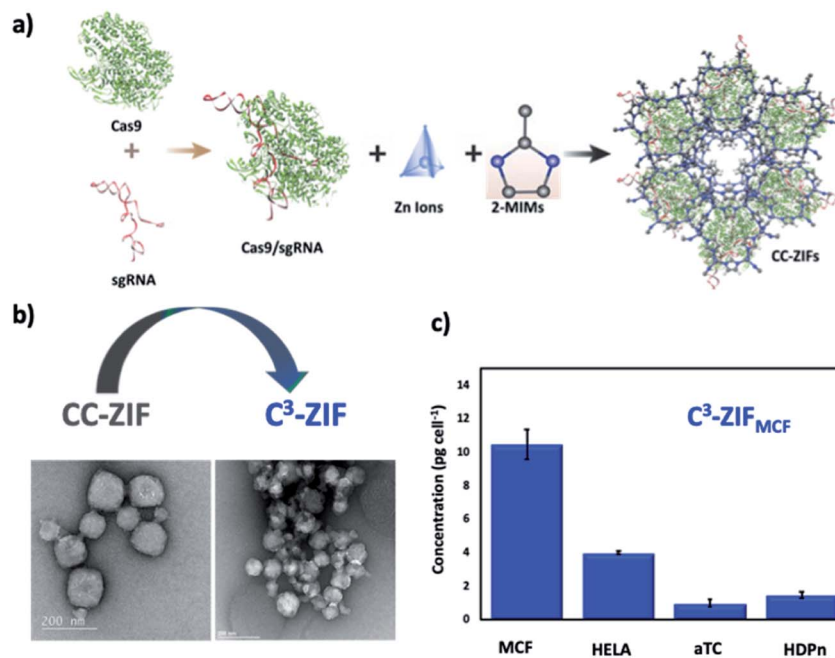 a)
Cas9
+
sgRNA
Cas9/sgRNA
+
Zn Ions
+
2-MIMs
CC-ZIFs
b)
CC-ZIF
C³-ZIF
200 nm
c)
C³-ZIF_MCF
Concentration (pg cell⁻¹)
14
12
10
8
6
4
2
0
MCF
HELA
aTC
HDPn